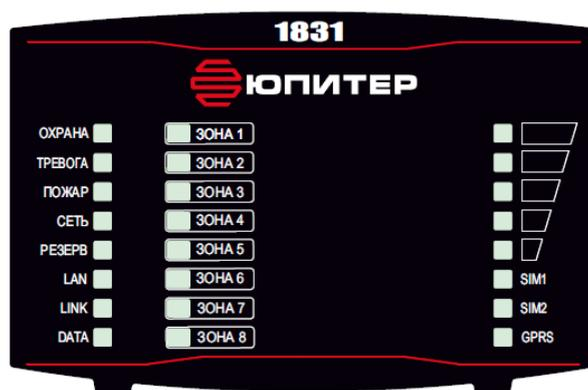 1831
ЮПИТЕР
ОХРАНА ЗОНА 1
ТРЕВОГА ЗОНА 2
ПОЖАР ЗОНА 3
СЕТЬ ЗОНА 4
РЕЗЕРВ ЗОНА 5
LAN ЗОНА 6 SIM1
LINK ЗОНА 7 SIM2
DATA ЗОНА 8 GPRS